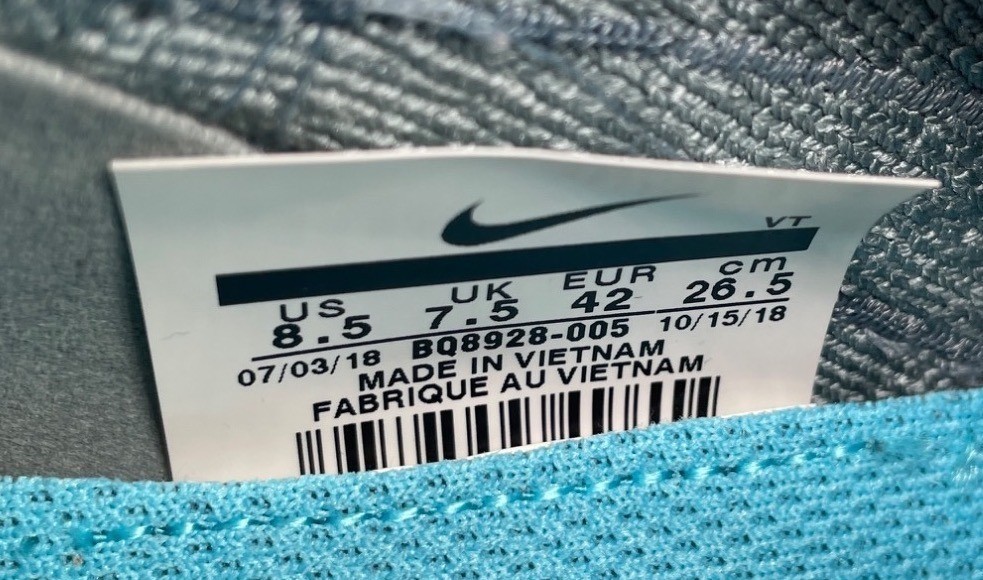 VT
US UK EUR cm
8.5 7.5 42 26.5
07/03/18 BQ8928-005 10/15/18
MADE IN VIETNAM
FABRIQUE AU VIETNAM